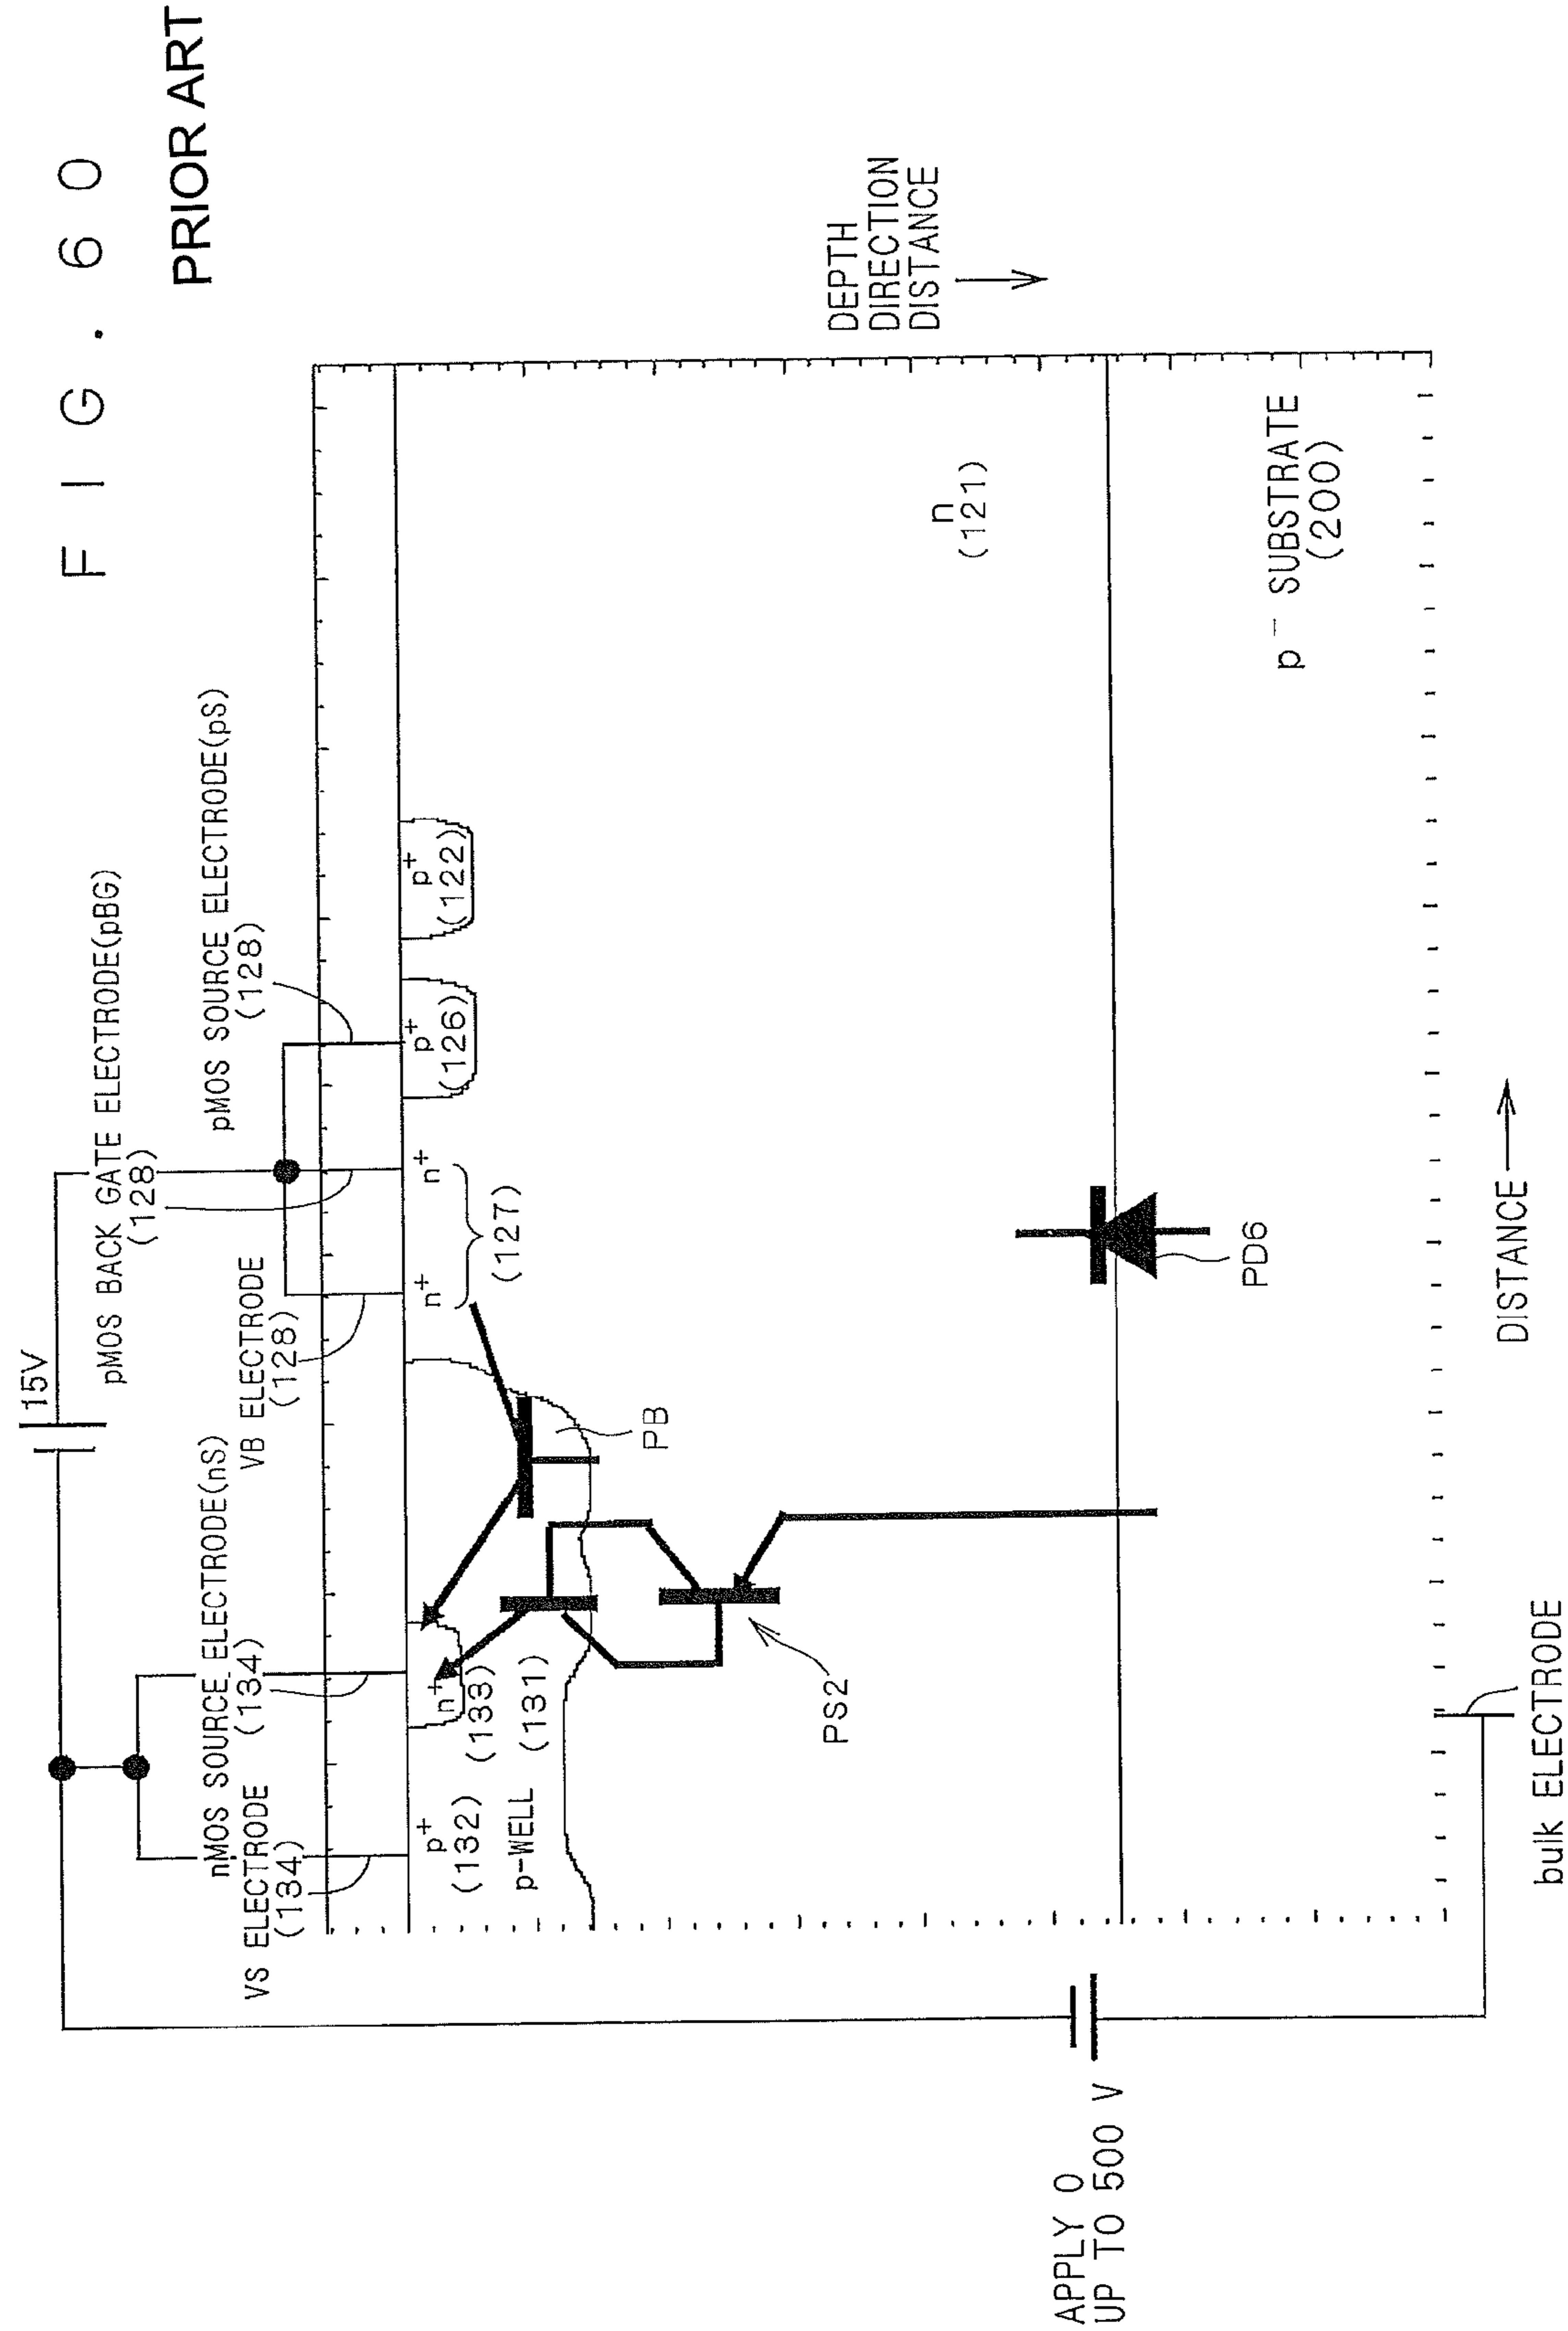 FIG. 60
PRIOR ART
15V
pMOS BACK GATE ELECTRODE(pBG)
(128)
pMOS SOURCE ELECTRODE(pS)
(128)
VB ELECTRODE
(128)
nMOS SOURCE ELECTRODE(nS)
(134)
VS ELECTRODE
(134)
p+
(132)
p-WELL
(131)
n+
(133)
n+
n+
(127)
p+
(126)
p+
(122)
PB
PS2
PD6
n
(121)
p- SUBSTRATE
(200)
DEPTH
DIRECTION
DISTANCE
DISTANCE
APPLY 0
UP TO 500 V
bulk ELECTRODE